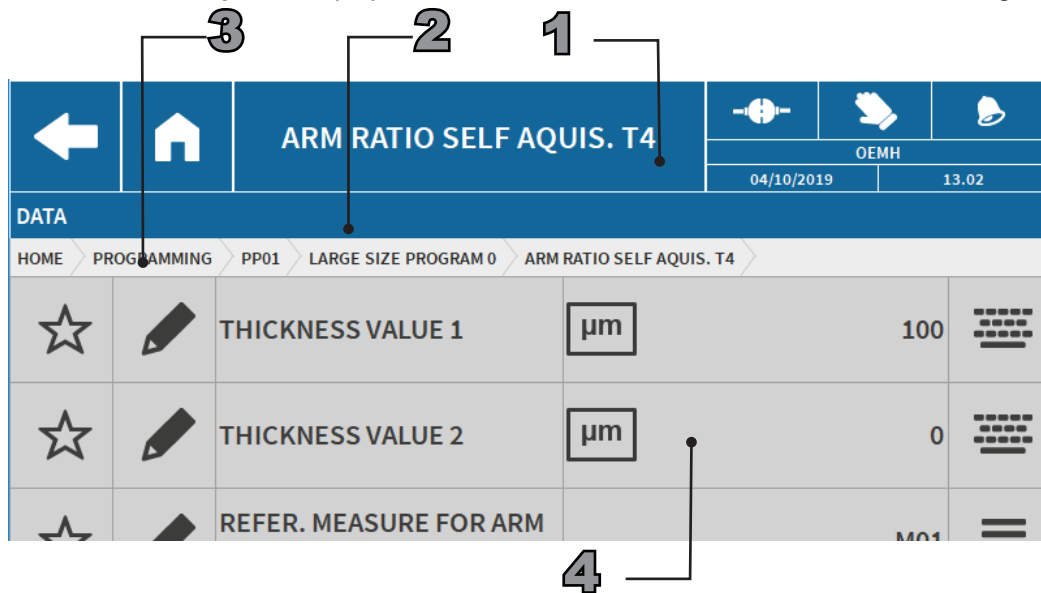 3 2 1
ARM RATIO SELF AQUIS. T4
OEMH
04/10/2019 13.02
DATA
HOME PROGRAMMING PP01 LARGE SIZE PROGRAM 0 ARM RATIO SELF AQUIS. T4
THICKNESS VALUE 1 µm 100
THICKNESS VALUE 2 µm 0
REFER. MEASURE FOR ARM
M01
4